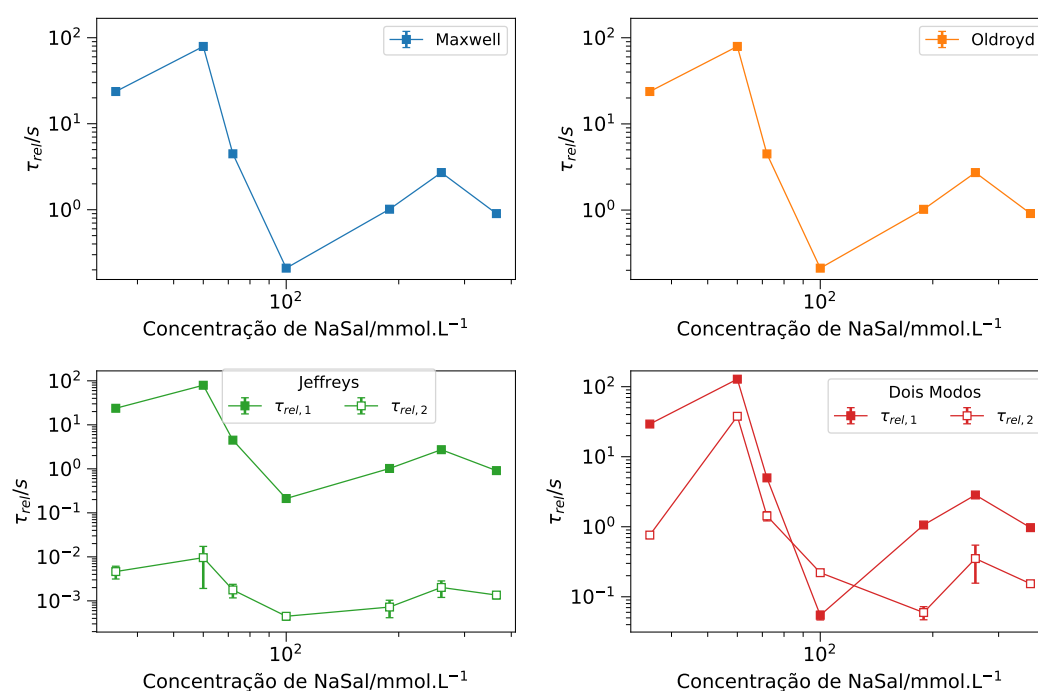 10²
10¹
10⁰
τ_rel/s
Maxwell
10²
Concentração de NaSal/mmol.L⁻¹
10²
10¹
10⁰
τ_rel/s
Oldroyd
10²
Concentração de NaSal/mmol.L⁻¹
10²
10¹
10⁰
10⁻¹
10⁻²
10⁻³
τ_rel/s
Jeffreys
τ_rel,1 τ_rel,2
10²
Concentração de NaSal/mmol.L⁻¹
10²
10¹
10⁰
10⁻¹
τ_rel/s
Dois Modos
τ_rel,1 τ_rel,2
10²
Concentração de NaSal/mmol.L⁻¹